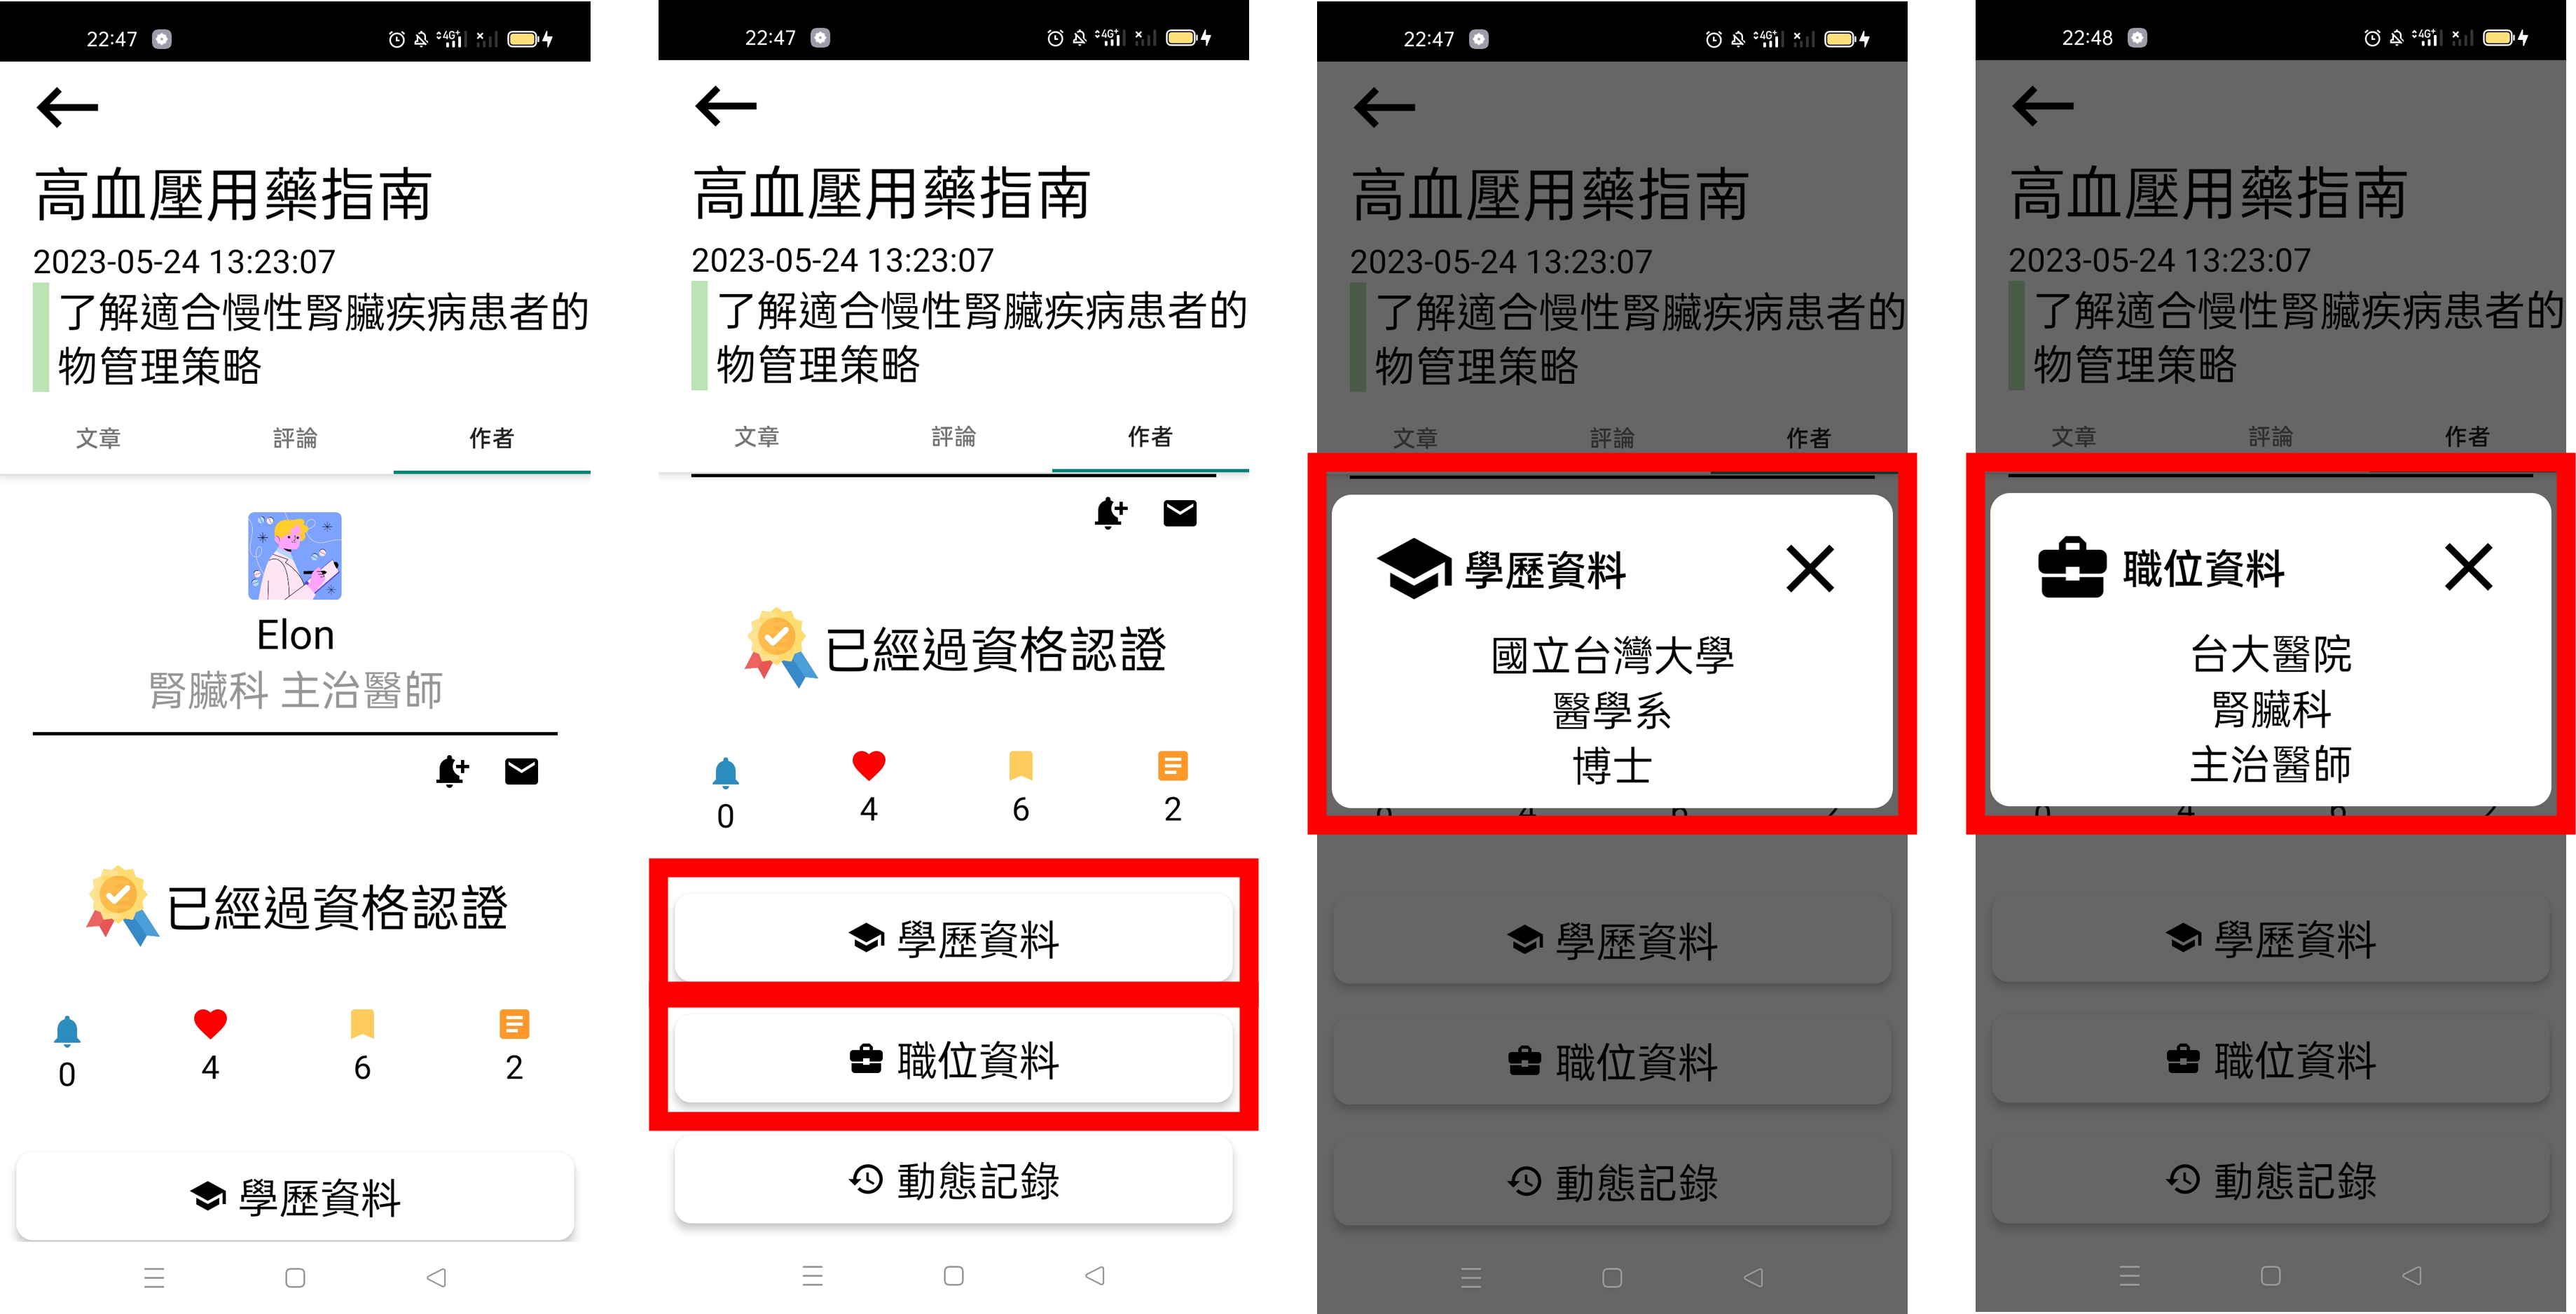 22:47
高血壓用藥指南
2023-05-24 13:23:07
了解適合慢性腎臟疾病患者的
物管理策略
文章
評論
作者
Elon
腎臟科 主治醫師
已經過資格認證
0
4
6
2
學歷資料
22:47
高血壓用藥指南
2023-05-24 13:23:07
了解適合慢性腎臟疾病患者的
物管理策略
文章
評論
作者
已經過資格認證
0
4
6
2
學歷資料
職位資料
動態記錄
22:47
高血壓用藥指南
2023-05-24 13:23:07
了解適合慢性腎臟疾病患者的
物管理策略
文章
評論
作者
學歷資料
國立台灣大學
醫學系
博士
學歷資料
職位資料
動態記錄
22:48
高血壓用藥指南
2023-05-24 13:23:07
了解適合慢性腎臟疾病患者的
物管理策略
文章
評論
作者
職位資料
台大醫院
腎臟科
主治醫師
學歷資料
職位資料
動態記錄